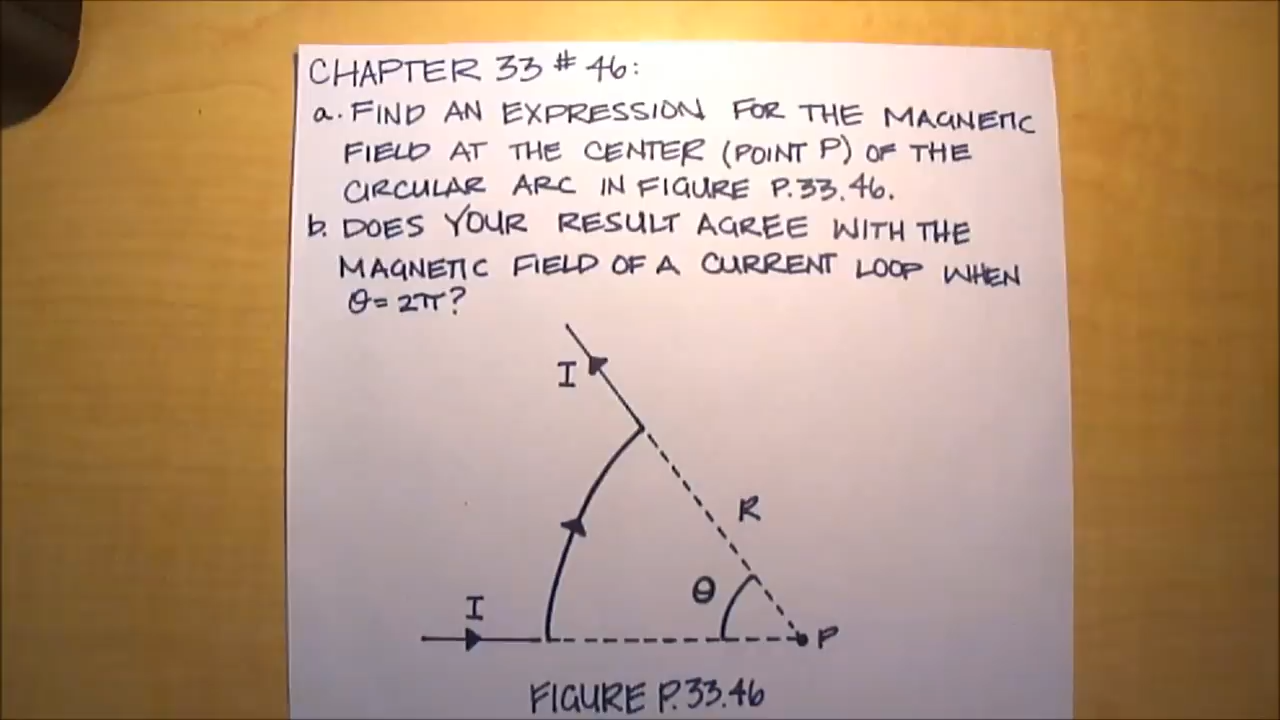 CHAPTER 33 # 46:
a. FIND AN EXPRESSION FOR THE MAGNETIC
FIELD AT THE CENTER (POINT P) OF THE
CIRCULAR ARC IN FIGURE P.33.46.
b. DOES YOUR RESULT AGREE WITH THE
MAGNETIC FIELD OF A CURRENT LOOP WHEN
θ = 2π?
I
R
θ
I
P
FIGURE P.33.46